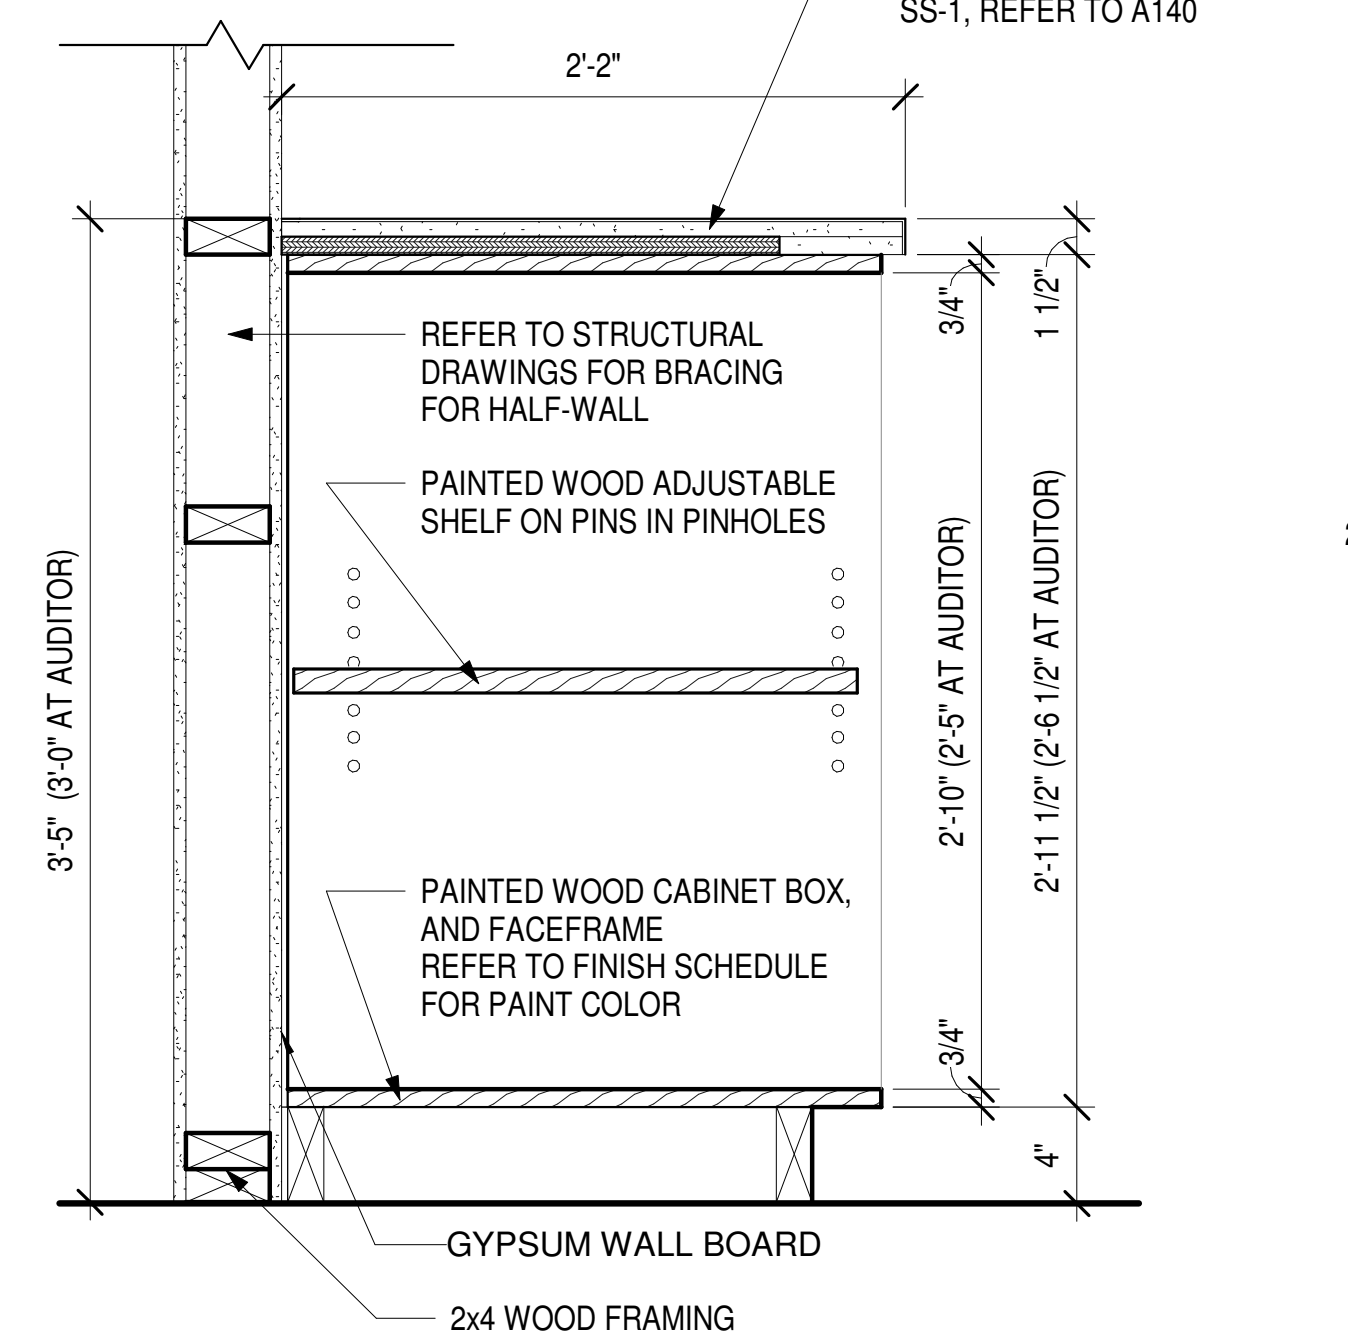 SS-1, REFER TO A140
2'-2"
3/4"
1 1/2"
REFER TO STRUCTURAL
DRAWINGS FOR BRACING
FOR HALF-WALL
PAINTED WOOD ADJUSTABLE
SHELF ON PINS IN PINHOLES
3'-5" (3'-0" AT AUDITOR)
2'-10" (2'-5" AT AUDITOR)
2'-11 1/2" (2'-6 1/2" AT AUDITOR)
PAINTED WOOD CABINET BOX,
AND FACEFRAME
REFER TO FINISH SCHEDULE
FOR PAINT COLOR
3/4"
4"
GYPSUM WALL BOARD
2x4 WOOD FRAMING